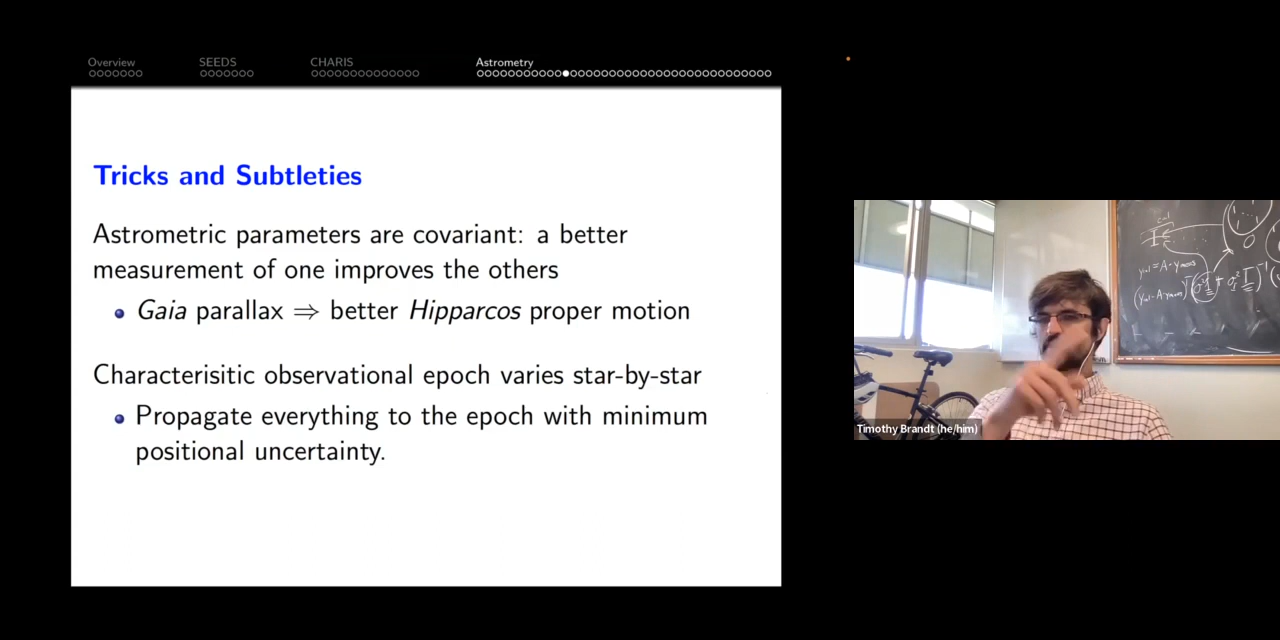 Overview SEEDS CHARIS Astrometry
Tricks and Subtleties
Astrometric parameters are covariant: a better
measurement of one improves the others
Gaia parallax ⇒ better Hipparcos proper motion
Characterisitic observational epoch varies star-by-star
Propagate everything to the epoch with minimum
positional uncertainty.
Timothy Brandt (he/him)